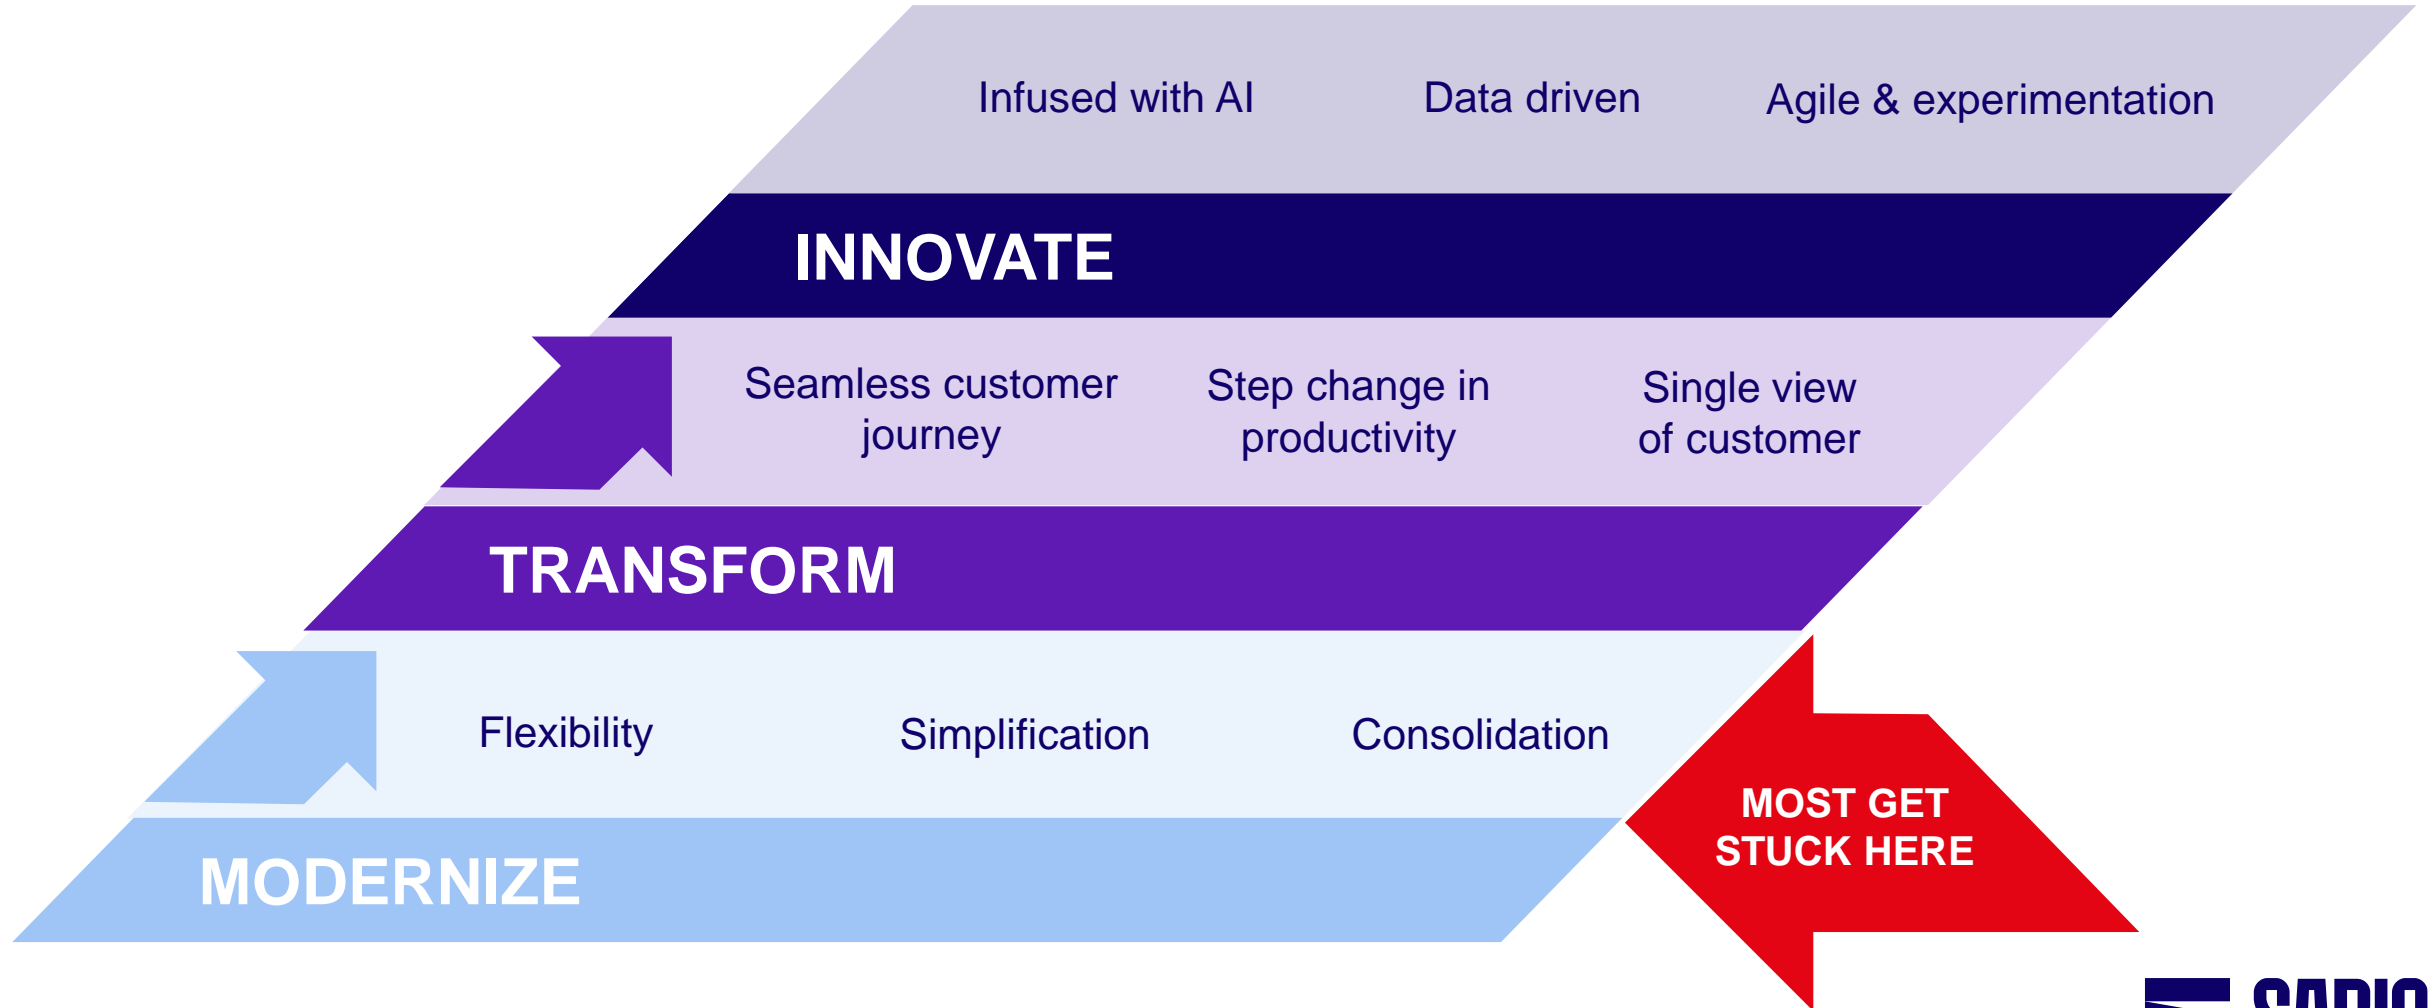 Infused with AI
Data driven
Agile & experimentation
INNOVATE
Seamless customer
journey
Step change in
productivity
Single view
of customer
TRANSFORM
Flexibility
Simplification
Consolidation
MOST GET
STUCK HERE
MODERNIZE